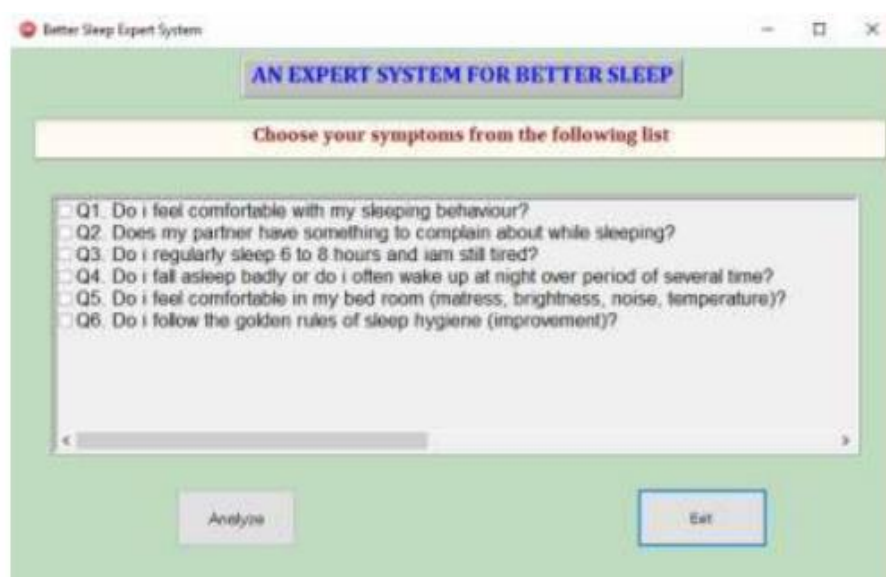 Better Sleep Expert System
AN EXPERT SYSTEM FOR BETTER SLEEP
Choose your symptoms from the following list
Q1. Do i feel comfortable with my sleeping behaviour?
Q2. Does my partner have something to complain about while sleeping?
Q3. Do i regularly sleep 6 to 8 hours and iam still tired?
Q4. Do i fall asleep badly or do i often wake up at night over period of several time?
Q5. Do i feel comfortable in my bed room (matress, brightness, noise, temperature)?
Q6. Do i follow the golden rules of sleep hygiene (improvement)?
Analyze
Exit